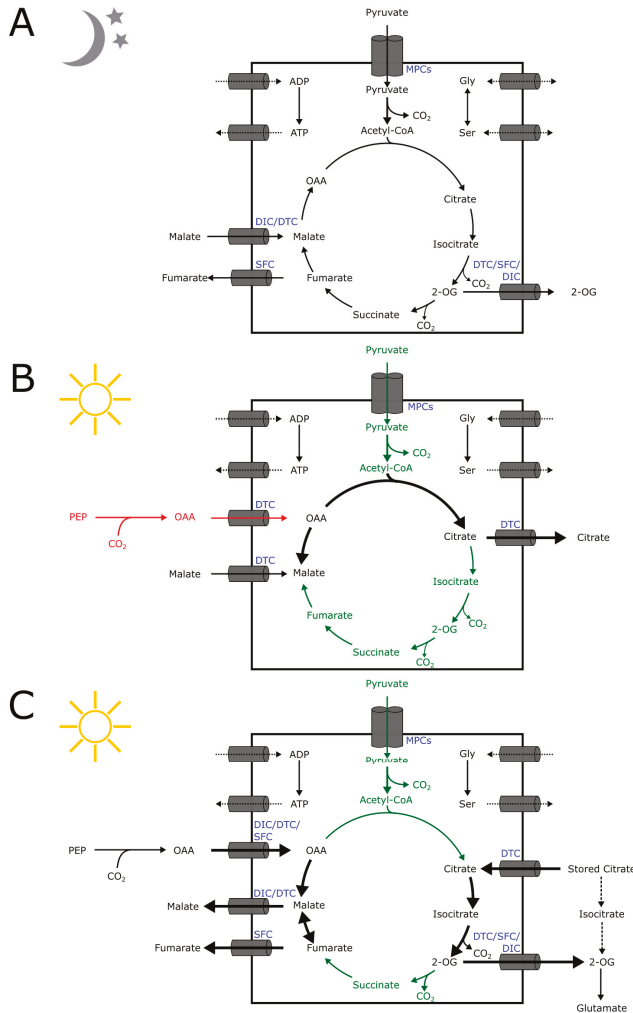 A
Pyruvate
MPCs
ADP
Pyruvate
Gly
CO2
ATP
Acetyl-CoA
Ser
OAA
Citrate
DIC/DTC
Malate
Malate
Isocitrate
SFC
DTC/SFC/
DIC
Fumarate
Fumarate
CO2
2-OG
2-OG
Succinate
CO2
B
Pyruvate
MPCs
ADP
Pyruvate
Gly
CO2
ATP
Acetyl-CoA
Ser
DTC
PEP
OAA
OAA
CO2
DTC
Citrate
Citrate
DTC
Malate
Malate
Isocitrate
Fumarate
CO2
2-OG
Succinate
CO2
C
Pyruvate
MPCs
ADP
Pyruvate
Gly
CO2
ATP
Acetyl-CoA
Ser
DIC/DTC/
SFC
PEP
OAA
OAA
CO2
DTC
Citrate
Stored Citrate
DIC/DTC
Malate
Malate
Isocitrate
Isocitrate
SFC
DTC/SFC/
DIC
Fumarate
Fumarate
CO2
2-OG
2-OG
Succinate
CO2
Glutamate